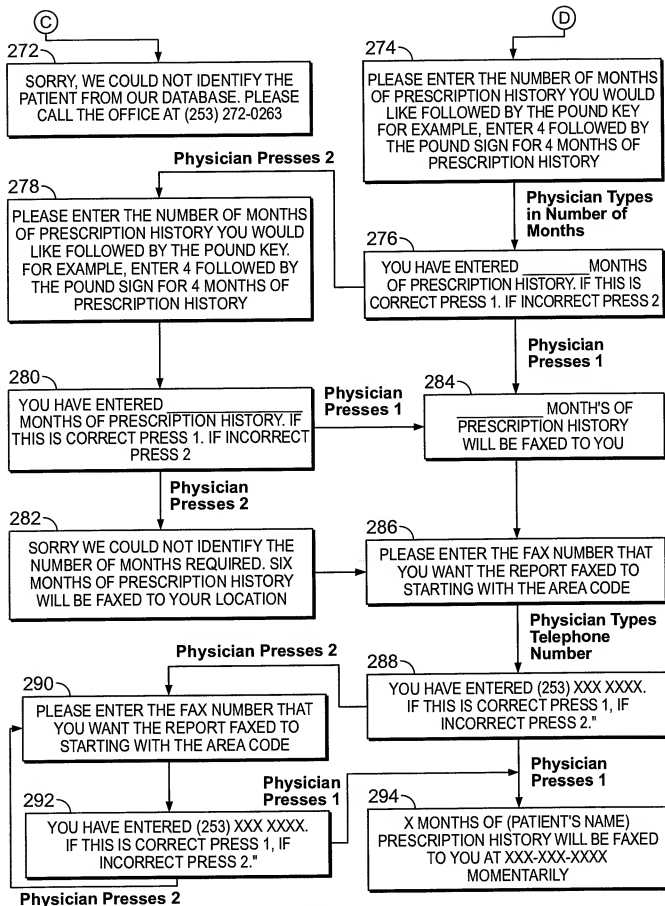 C
D
272
SORRY, WE COULD NOT IDENTIFY THE
PATIENT FROM OUR DATABASE. PLEASE
CALL THE OFFICE AT (253) 272-0263
274
PLEASE ENTER THE NUMBER OF MONTHS
OF PRESCRIPTION HISTORY YOU WOULD
LIKE FOLLOWED BY THE POUND KEY
FOR EXAMPLE, ENTER 4 FOLLOWED BY
THE POUND SIGN FOR 4 MONTHS OF
PRESCRIPTION HISTORY
Physician Presses 2
Physician Types
in Number of
Months
278
PLEASE ENTER THE NUMBER OF MONTHS
OF PRESCRIPTION HISTORY YOU WOULD
LIKE FOLLOWED BY THE POUND KEY.
FOR EXAMPLE, ENTER 4 FOLLOWED BY
THE POUND SIGN FOR 4 MONTHS OF
PRESCRIPTION HISTORY
276
YOU HAVE ENTERED ________ MONTHS
OF PRESCRIPTION HISTORY. IF THIS IS
CORRECT PRESS 1. IF INCORRECT PRESS 2
Physician
Presses 1
280
YOU HAVE ENTERED ________________
MONTHS OF PRESCRIPTION HISTORY. IF
THIS IS CORRECT PRESS 1. IF INCORRECT
PRESS 2
Physician
Presses 1
284
__________ MONTH'S OF
PRESCRIPTION HISTORY
WILL BE FAXED TO YOU
Physician
Presses 2
282
SORRY WE COULD NOT IDENTIFY THE
NUMBER OF MONTHS REQUIRED. SIX
MONTHS OF PRESCRIPTION HISTORY
WILL BE FAXED TO YOUR LOCATION
286
PLEASE ENTER THE FAX NUMBER THAT
YOU WANT THE REPORT FAXED TO
STARTING WITH THE AREA CODE
Physician Types
Telephone
Number
Physician Presses 2
288
YOU HAVE ENTERED (253) XXX XXXX.
IF THIS IS CORRECT PRESS 1, IF
INCORRECT PRESS 2."
290
PLEASE ENTER THE FAX NUMBER THAT
YOU WANT THE REPORT FAXED TO
STARTING WITH THE AREA CODE
Physician
Presses 1
Physician
Presses 1
292
YOU HAVE ENTERED (253) XXX XXXX.
IF THIS IS CORRECT PRESS 1, IF
INCORRECT PRESS 2."
294
X MONTHS OF (PATIENT'S NAME)
PRESCRIPTION HISTORY WILL BE FAXED
TO YOU AT XXX-XXX-XXXX
MOMENTARILY
Physician Presses 2